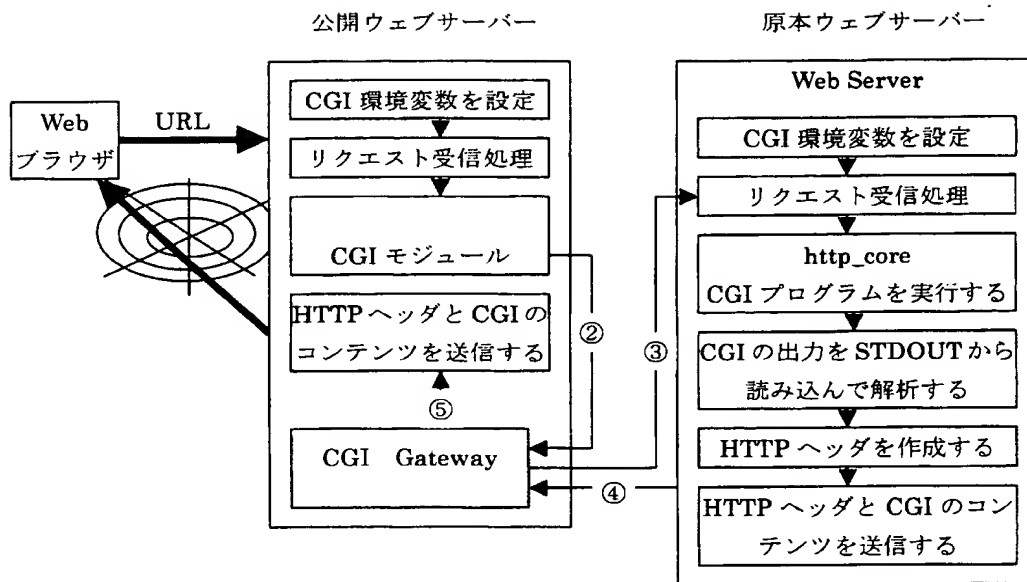 公開ウェブサーバー
原本ウェブサーバー
Web
ブラウザ
URL
CGI 環境変数を設定
リクエスト受信処理
CGI モジュール
HTTP ヘッダと CGI の
コンテンツを送信する
⑤
CGI Gateway
②
③
④
Web Server
CGI 環境変数を設定
リクエスト受信処理
http_core
CGI プログラムを実行する
CGI の出力を STDOUT から
読み込んで解析する
HTTP ヘッダを作成する
HTTP ヘッダと CGI のコン
テンツを送信する